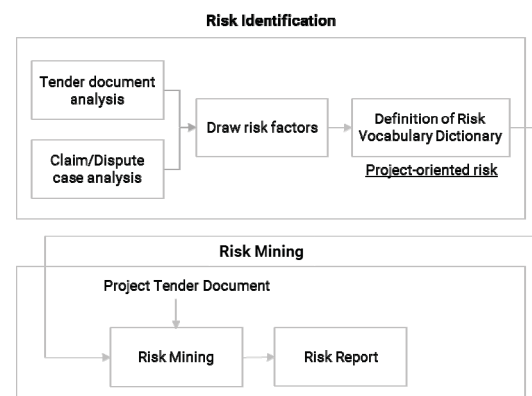 Risk Identification
Tender document
analysis
Claim/Dispute
case analysis
Draw risk factors
Definition of Risk
Vocabulary Dictionary
Project-oriented risk
Risk Mining
Project Tender Document
Risk Mining
Risk Report